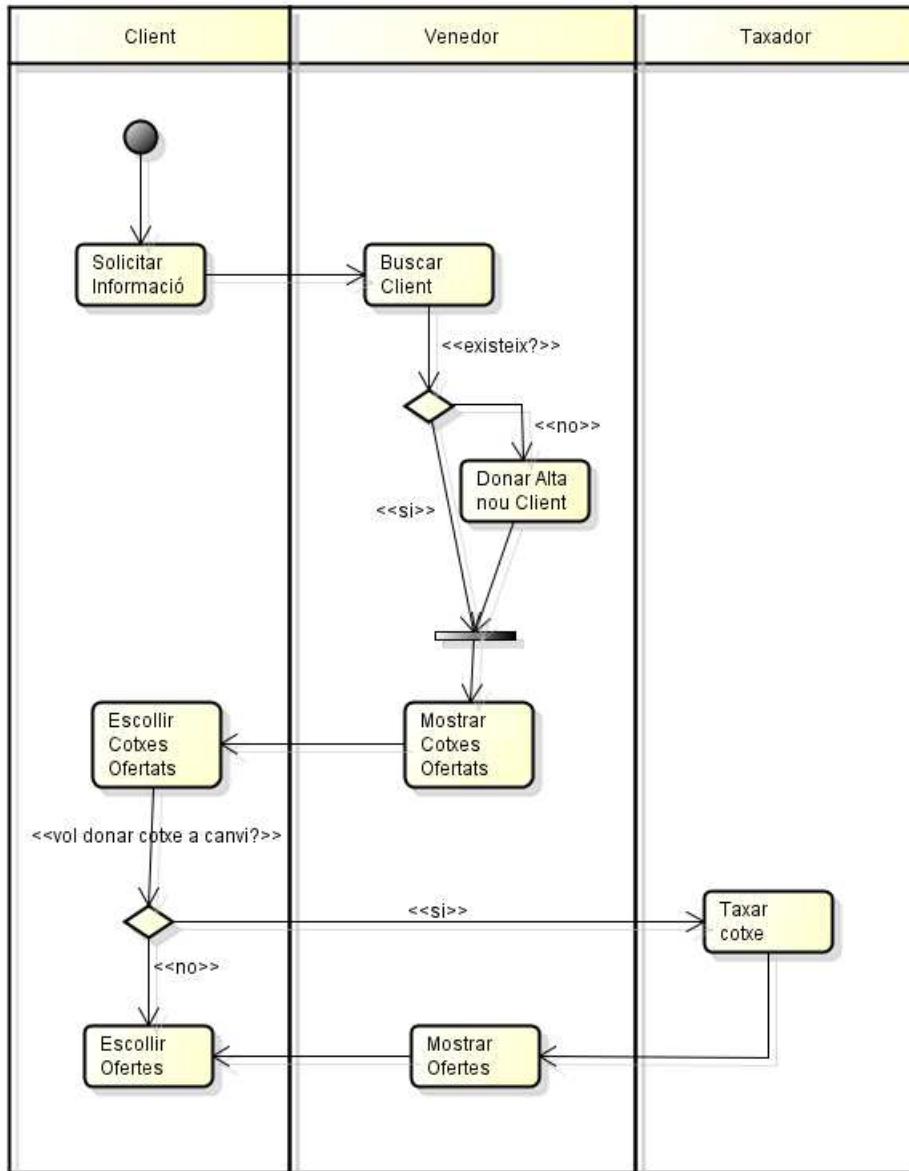 Client
Venedor
Taxador
Solicitar
Informació
Buscar
Client
<<existeix?>>
<<no>>
Donar Alta
nou Client
<<si>>
Escollir
Cotxes
Ofertats
Mostrar
Cotxes
Ofertats
<<vol donar cotxe a canvi?>>
<<si>>
Taxar
cotxe
<<no>>
Escollir
Ofertes
Mostrar
Ofertes